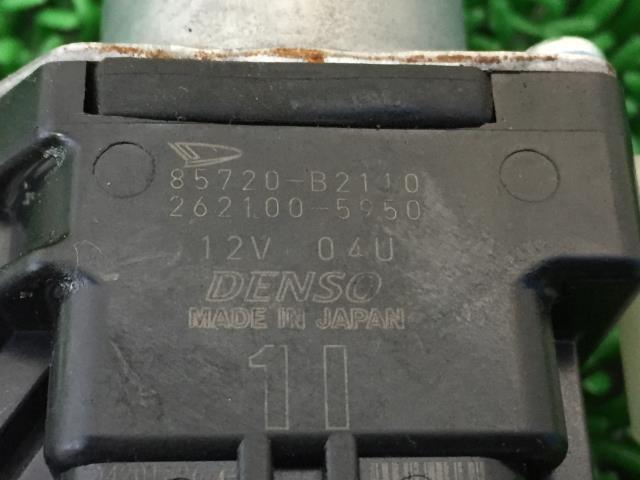 85720-B2110
262100-5950
12V 04U
DENSO
MADE IN JAPAN
11